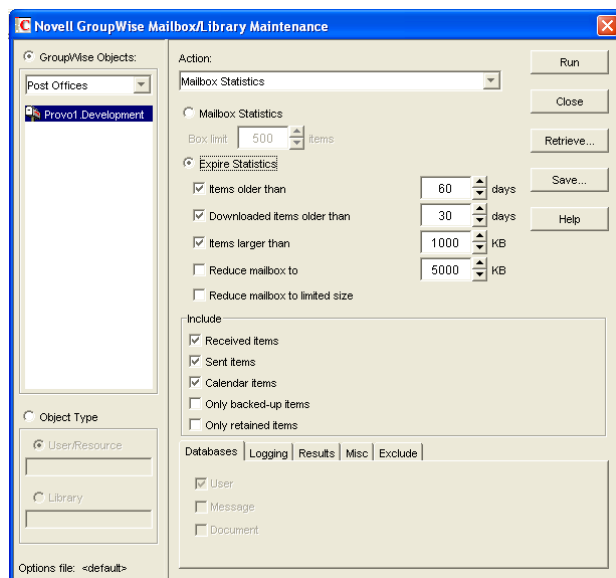 Novell GroupWise Mailbox/Library Maintenance
GroupWise Objects:
Post Offices
Provo1.Development
Object Type
User/Resource
Library
Options file: <default>
Action:
Mailbox Statistics
Mailbox Statistics
Box limit 500 items
Expire Statistics
Items older than 60 days
Downloaded items older than 30 days
Items larger than 1000 KB
Reduce mailbox to 5000 KB
Reduce mailbox to limited size
Include
Received items
Sent items
Calendar items
Only backed-up items
Only retained items
Databases Logging Results Misc Exclude
User
Message
Document
Run
Close
Retrieve...
Save...
Help